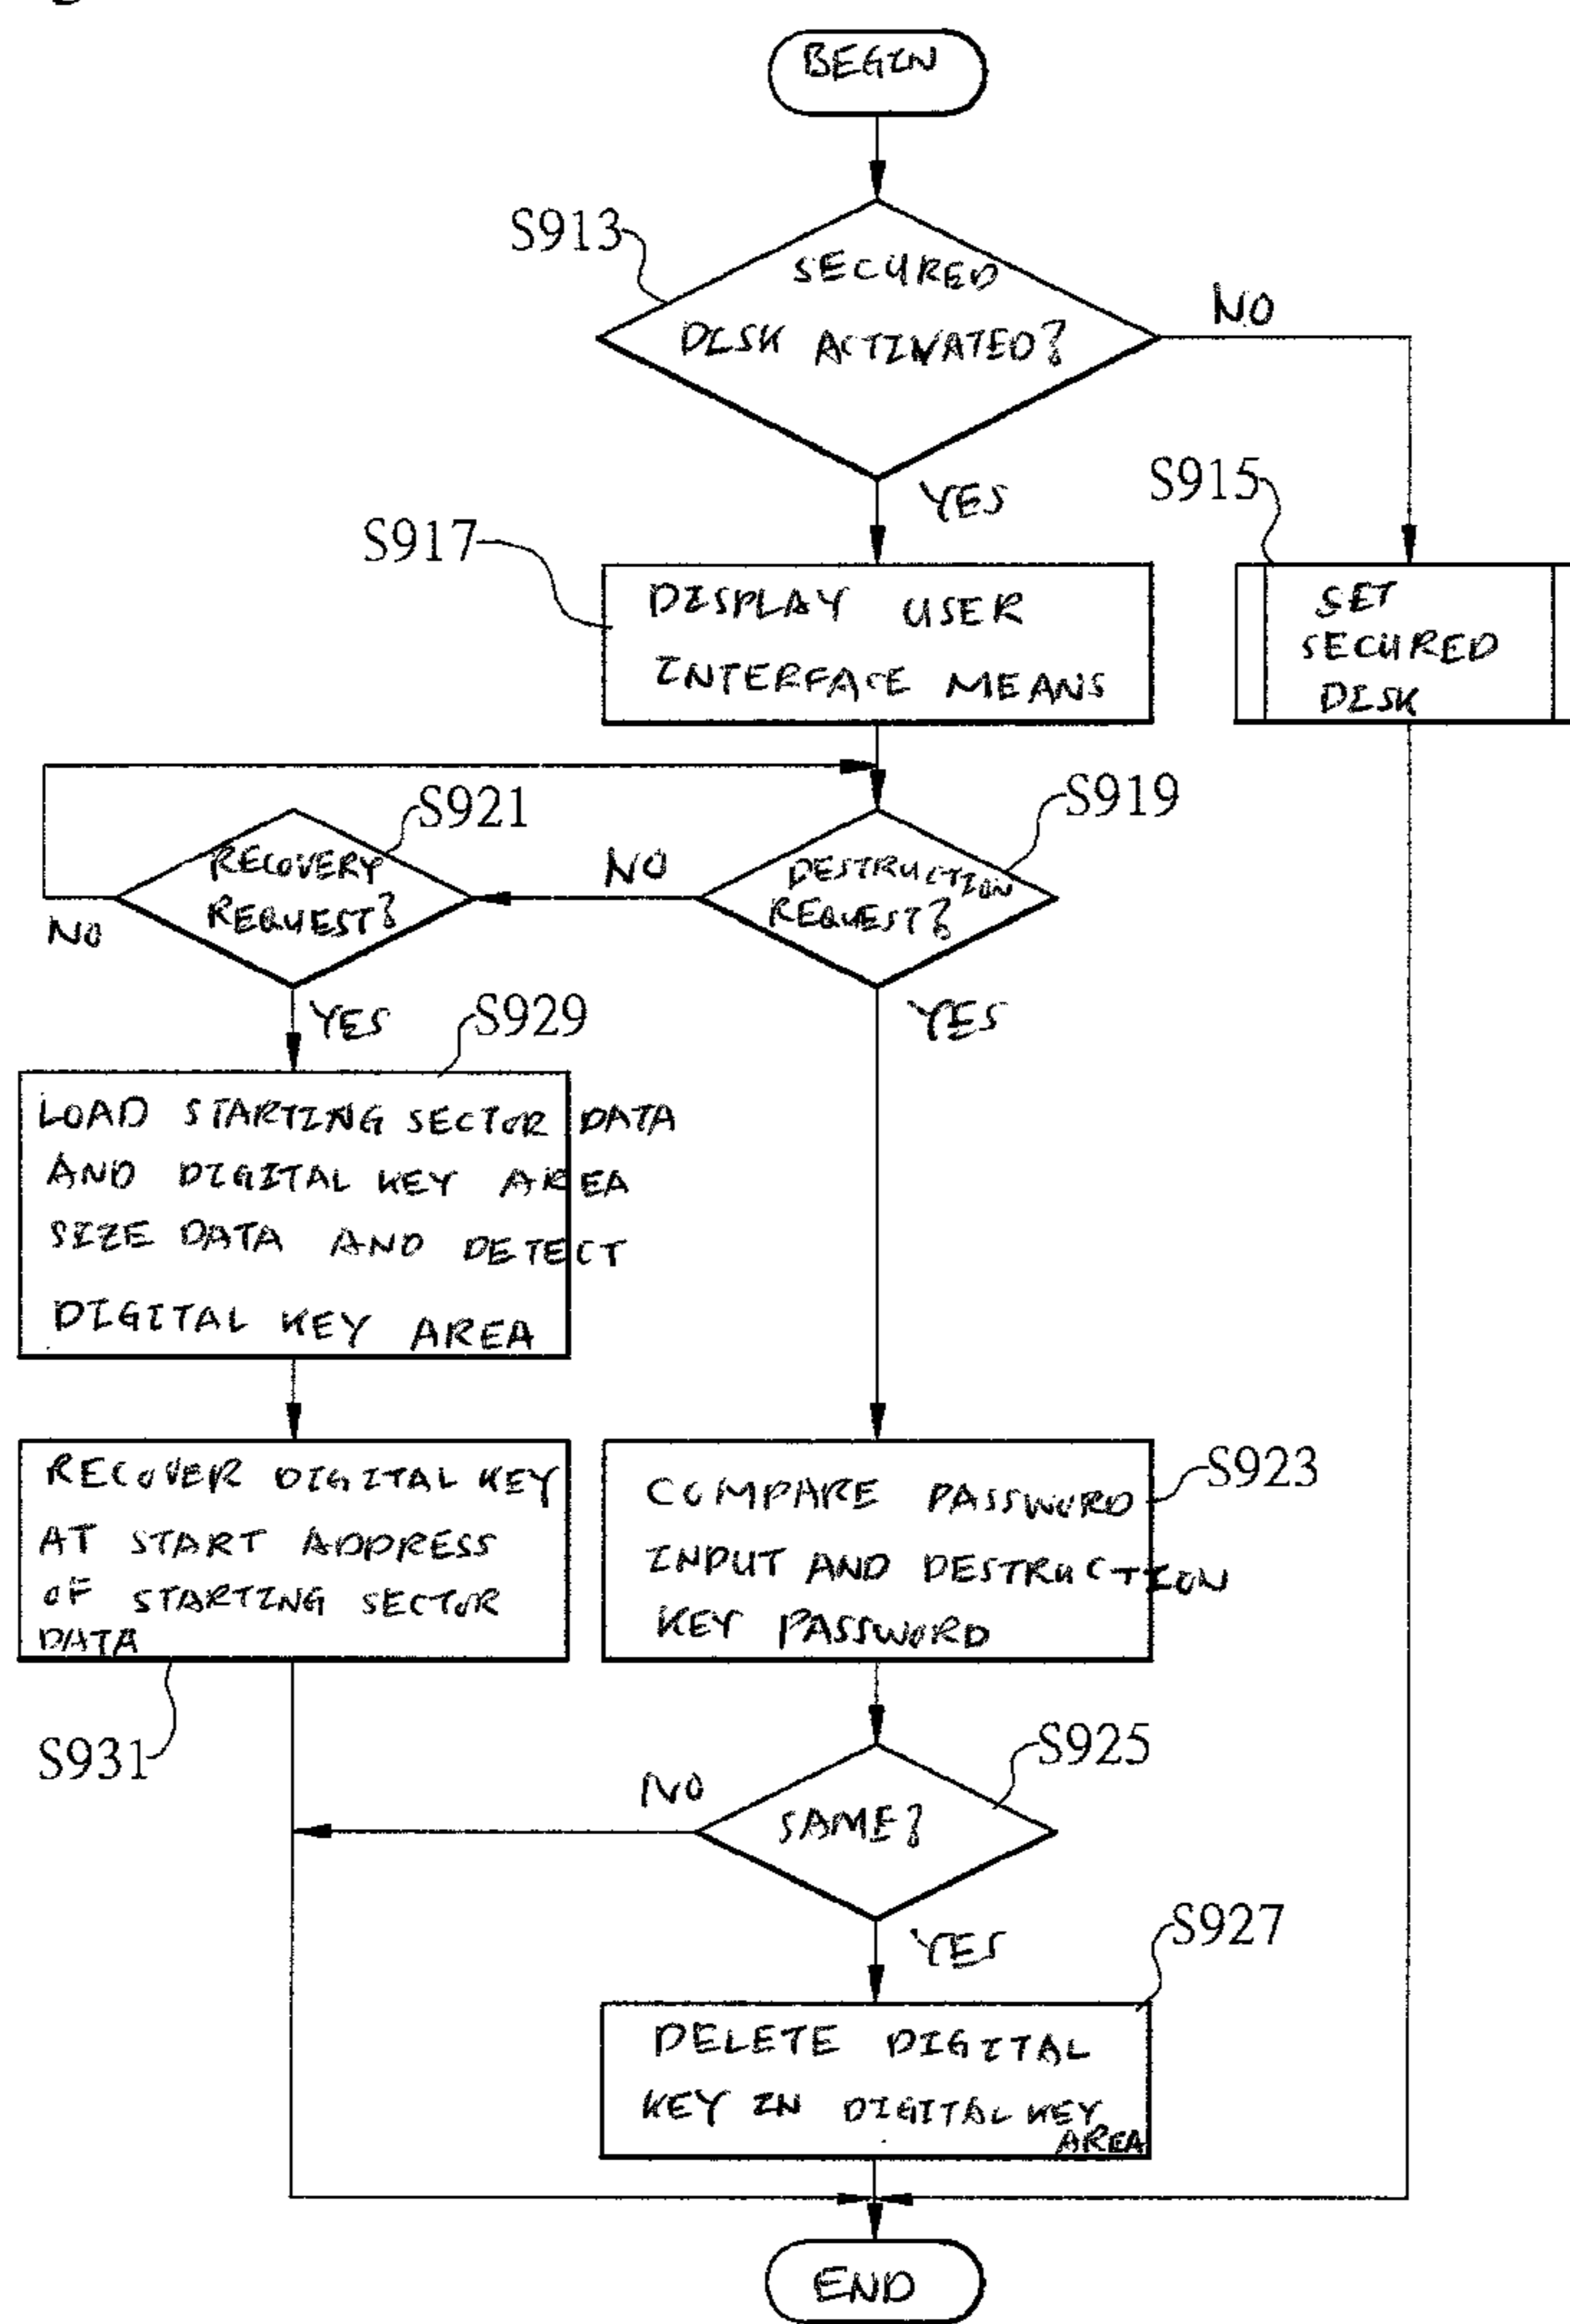 BEGIN
S913
SECURED
DISK ACTIVATED?
NO
YES
S915
S917
DISPLAY USER
INTERFACE MEANS
SET
SECURED
DISK
S921
S919
RECOVERY
REQUEST?
NO
DESTRUCTION
REQUEST?
NO
YES
S929
YES
LOAD STARTING SECTOR DATA
AND DIGITAL KEY AREA
SIZE DATA AND DETECT
DIGITAL KEY AREA
RECOVER DIGITAL KEY
AT START ADDRESS
OF STARTING SECTOR
DATA
S923
COMPARE PASSWORD
INPUT AND DESTRUCTION
KEY PASSWORD
S931
S925
NO
SAME?
YES
S927
DELETE DIGITAL
KEY IN DIGITAL KEY
AREA
END